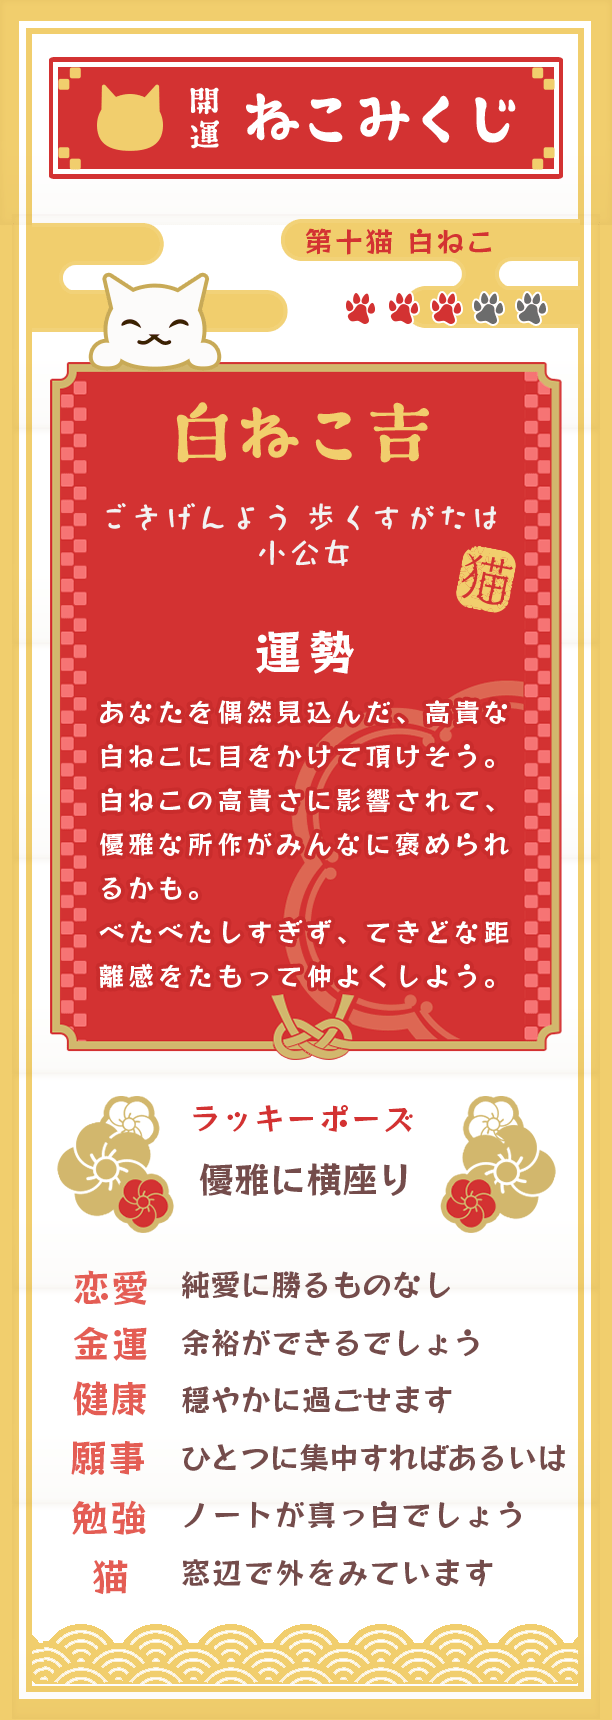 開運 ねこみくじ
第十猫 白ねこ
白ねこ吉
ごきげんよう 歩くすがたは
小公女
猫
運勢
あなたを偶然見込んだ、高貴な
白ねこに目をかけて頂けそう。
白ねこの高貴さに影響されて、
優雅な所作がみんなに褒められ
るかも。
べたべたしすぎず、てきどな距
離感をたもって仲よくしよう。
ラッキーポーズ
優雅に横座り
恋愛 純愛に勝るものなし
金運 余裕ができるでしょう
健康 穏やかに過ごせます
願事 ひとつに集中すればあるいは
勉強 ノートが真っ白でしょう
猫 窓辺で外をみています